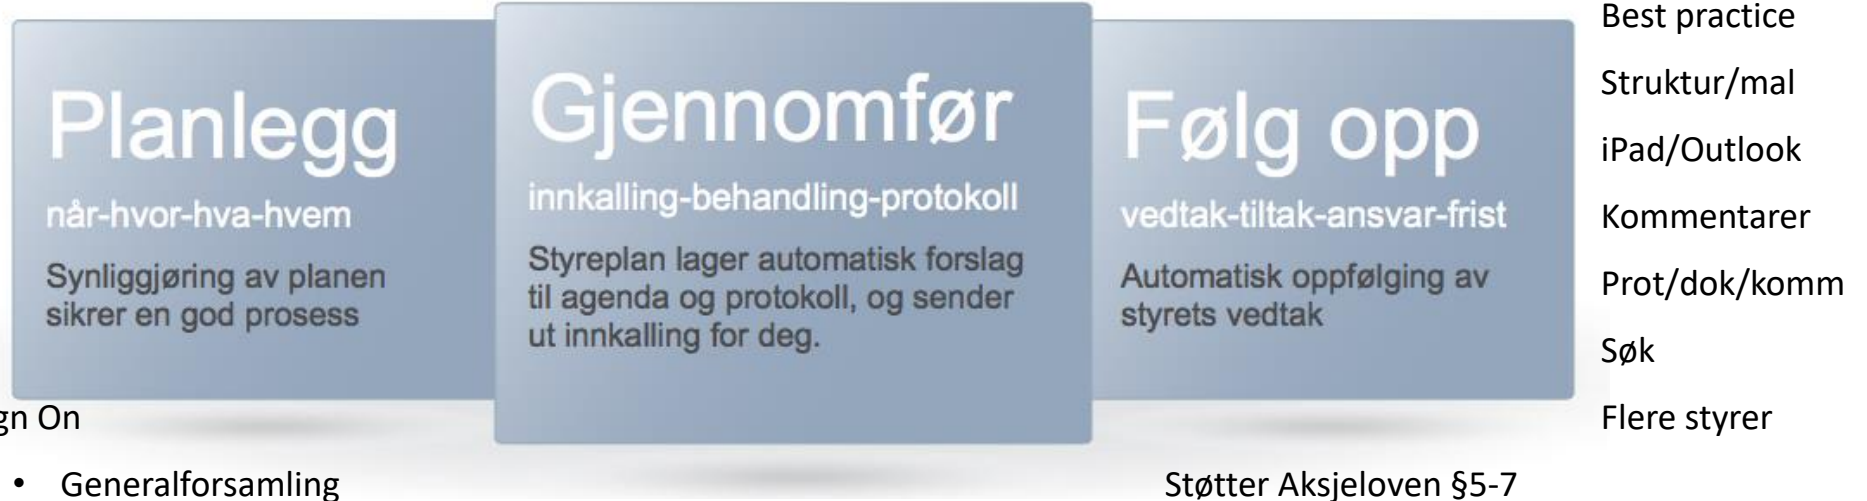 Planlegg
når-hvor-hva-hvem
Synliggjøring av planen
sikrer en god prosess
Gjennomfør
innkalling-behandling-protokoll
Styreplan lager automatisk forslag
til agenda og protokoll, og sender
ut innkalling for deg.
Følg opp
vedtak-tiltak-ansvar-frist
Automatisk oppfølging av
styrets vedtak
Best practice
Struktur/mal
iPad/Outlook
Kommentarer
Prot/dok/komm
Søk
Flere styrer
gn On
• Generalforsamling
Støtter Aksjeloven §5-7